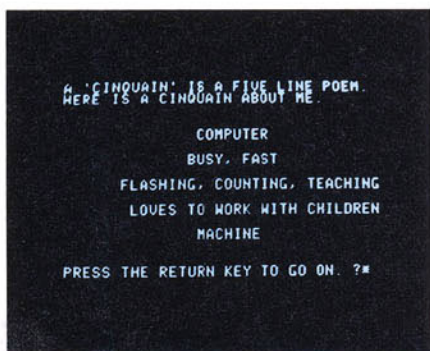 A 'CINQUAIN' IS A FIVE LINE POEM.
HERE IS A CINQUAIN ABOUT ME.
COMPUTER
BUSY, FAST
FLASHING, COUNTING, TEACHING
LOVES TO WORK WITH CHILDREN
MACHINE
PRESS THE RETURN KEY TO GO ON. ?■